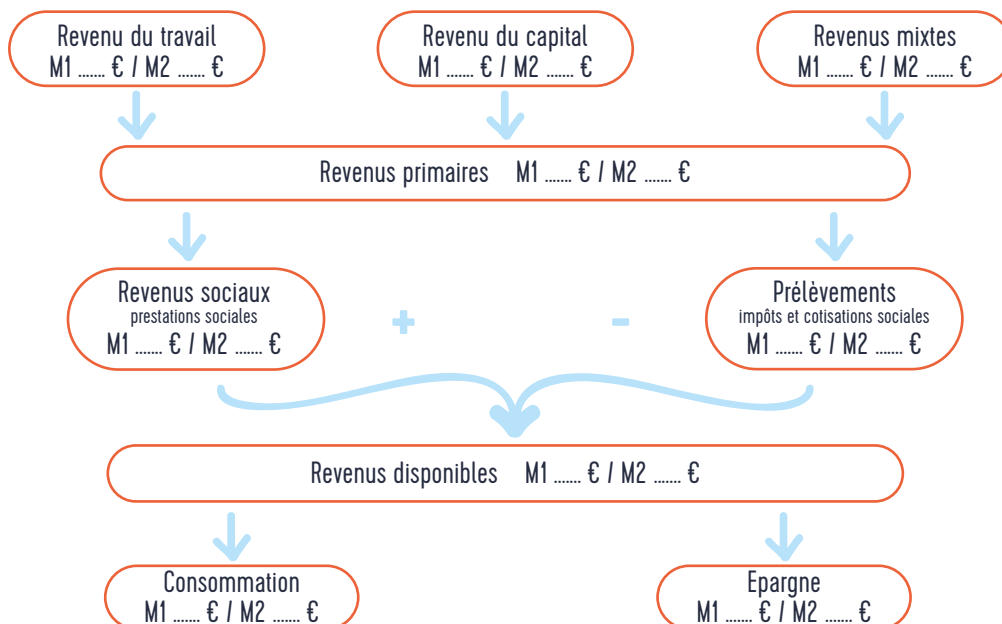 Revenu du travail
M1 ....... € / M2 ....... €
Revenu du capital
M1 ....... € / M2 ....... €
Revenus mixtes
M1 ....... € / M2 ....... €
Revenus primaires M1 ....... € / M2 ....... €
Revenus sociaux
prestations sociales
M1 ....... € / M2 ....... €
+
-
Prélèvements
impôts et cotisations sociales
M1 ....... € / M2 ....... €
Revenus disponibles M1 ....... € / M2 ....... €
Consommation
M1 ....... € / M2 ....... €
Epargne
M1 ....... € / M2 ....... €